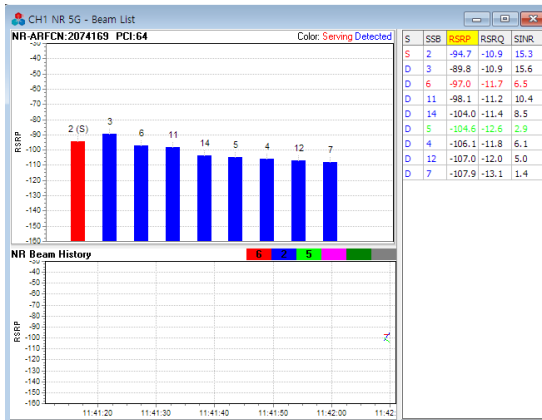 CH1 NR 5G - Beam List
NR-ARFCN:2074169 PCI:64
Color: Serving Detected
-30
-40
-50
-60
-70
-80
-90
-100
-110
-120
-130
-140
-150
-160
RSRP
2 (S)
3
6
11
14
5
4
12
7
S SSB RSRP RSRQ SINR
S 2 -94.7 -10.9 15.3
D 3 -89.8 -10.9 15.6
D 6 -97.0 -11.7 6.5
D 11 -98.1 -11.2 10.4
D 14 -104.0 -11.4 8.5
D 5 -104.6 -12.6 2.9
D 4 -106.1 -11.8 6.1
D 12 -107.0 -12.0 5.0
D 7 -107.9 -13.1 1.4
NR Beam History
6 2 5
-30
-40
-50
-60
-70
-80
-90
-100
-110
-120
-130
-140
-150
-160
RSRP
11:41:20 11:41:30 11:41:40 11:41:50 11:42:00 11:42: